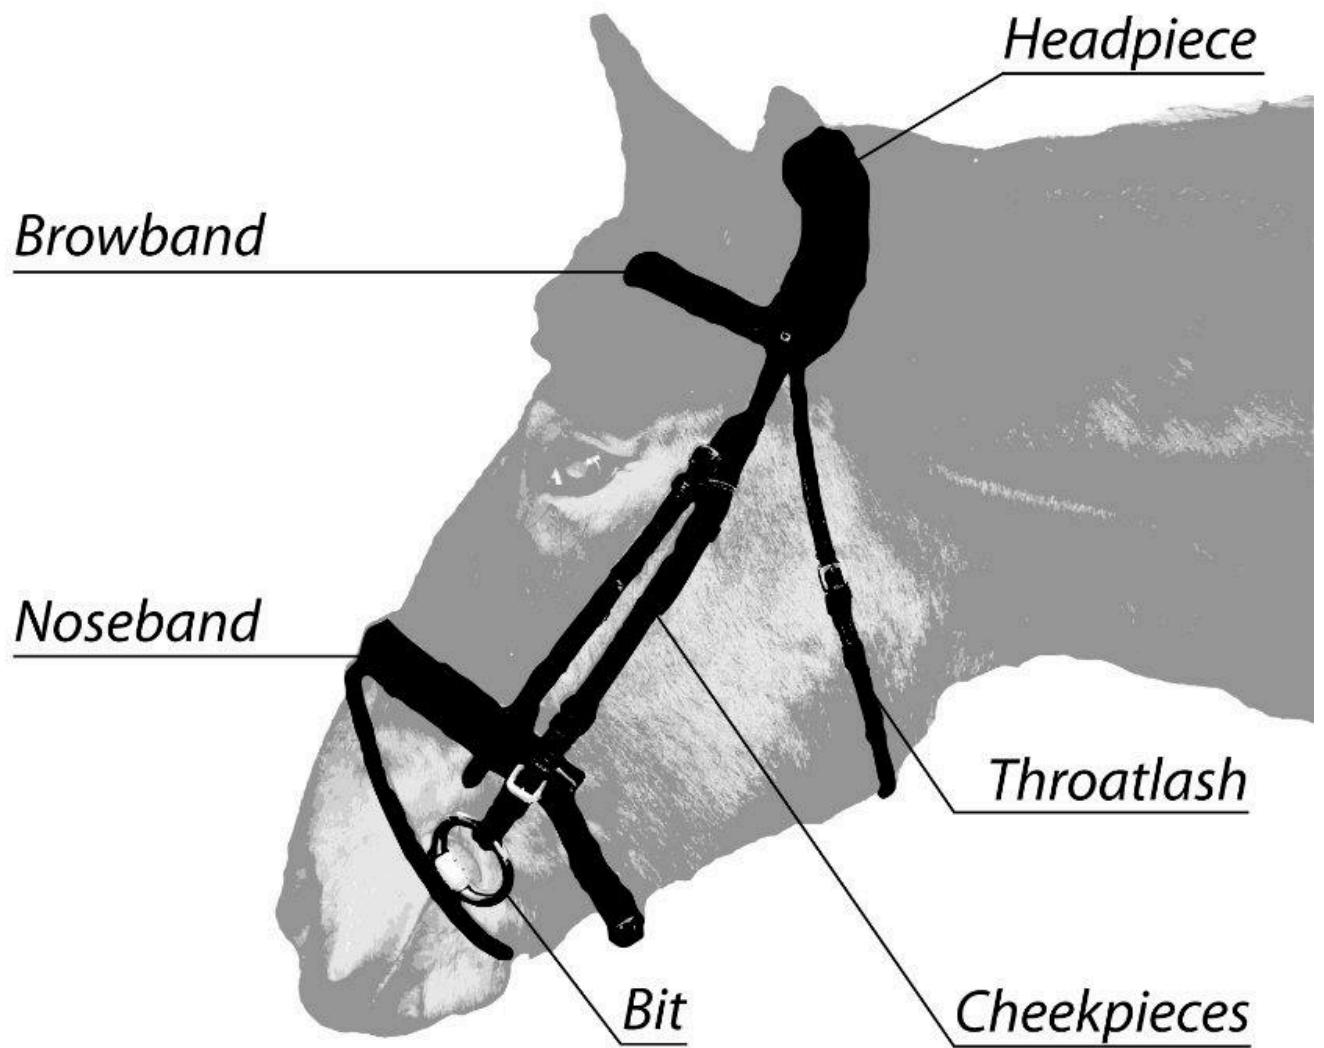 Headpiece
Browband
Noseband
Throatlash
Bit
Cheekpieces